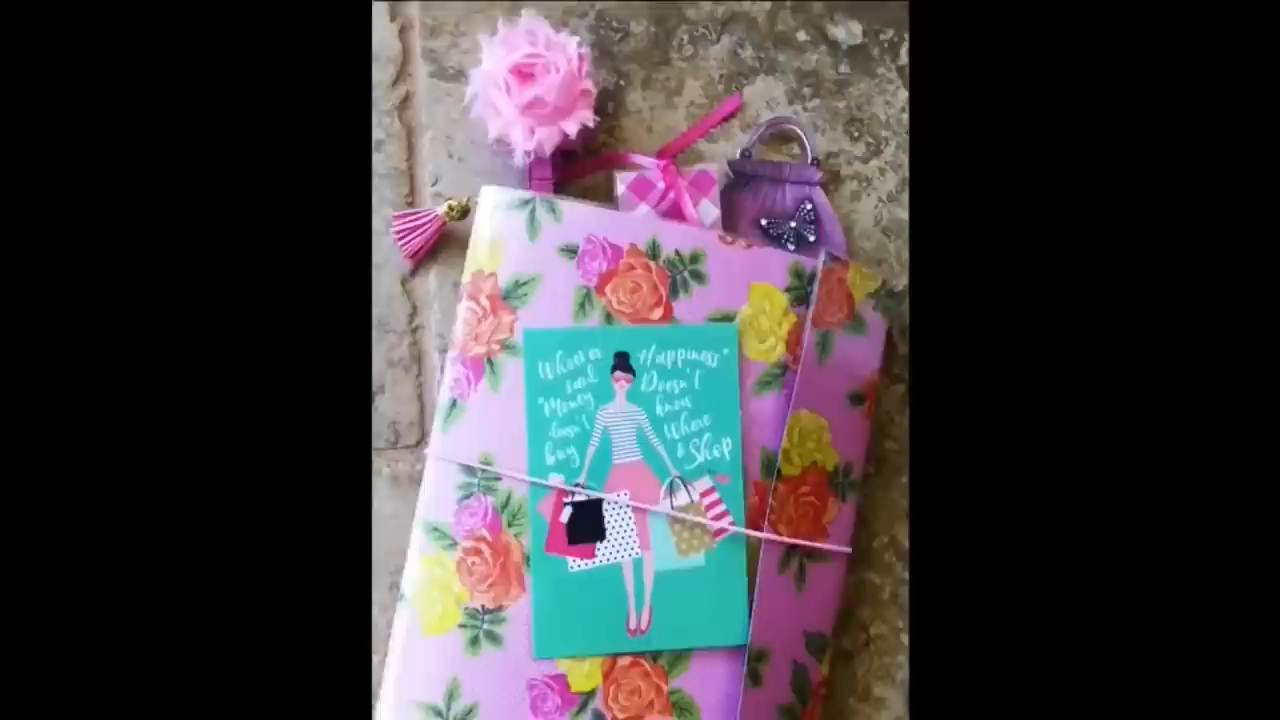 Whoever
said
"Money
doesn't
Buy
Happiness"
Doesn't
know
Where
to Shop